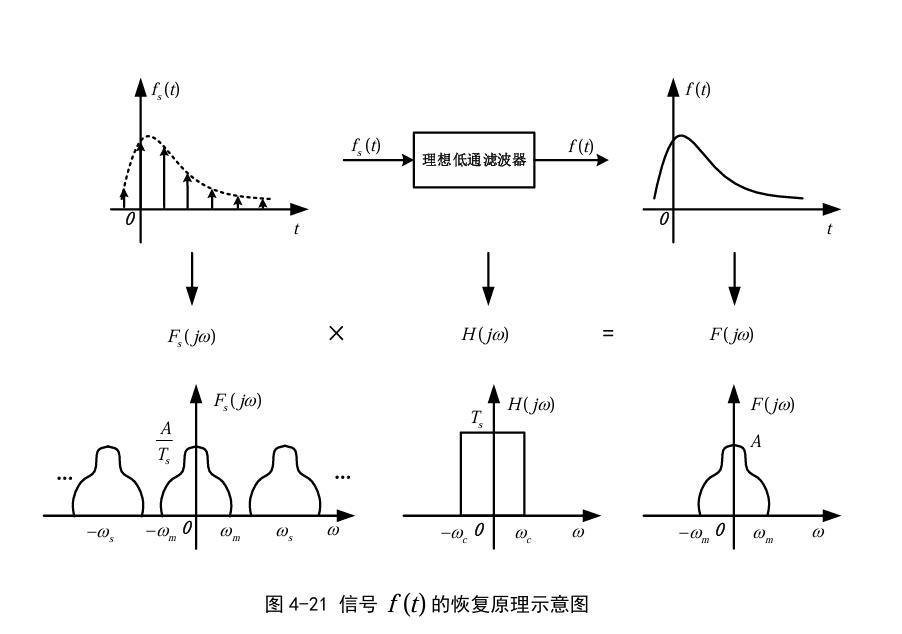 f_s(t)
0
t
f_s(t)
理想低通滤波器
f(t)
f(t)
0
t
F_s(jω) × H(jω) = F(jω)
F_s(jω)
A/T_s
...
...
-ω_s -ω_m 0 ω_m ω_s ω
H(jω)
T_s
-ω_c 0 ω_c ω
F(jω)
A
-ω_m 0 ω_m ω
图 4-21 信号 f(t) 的恢复原理示意图